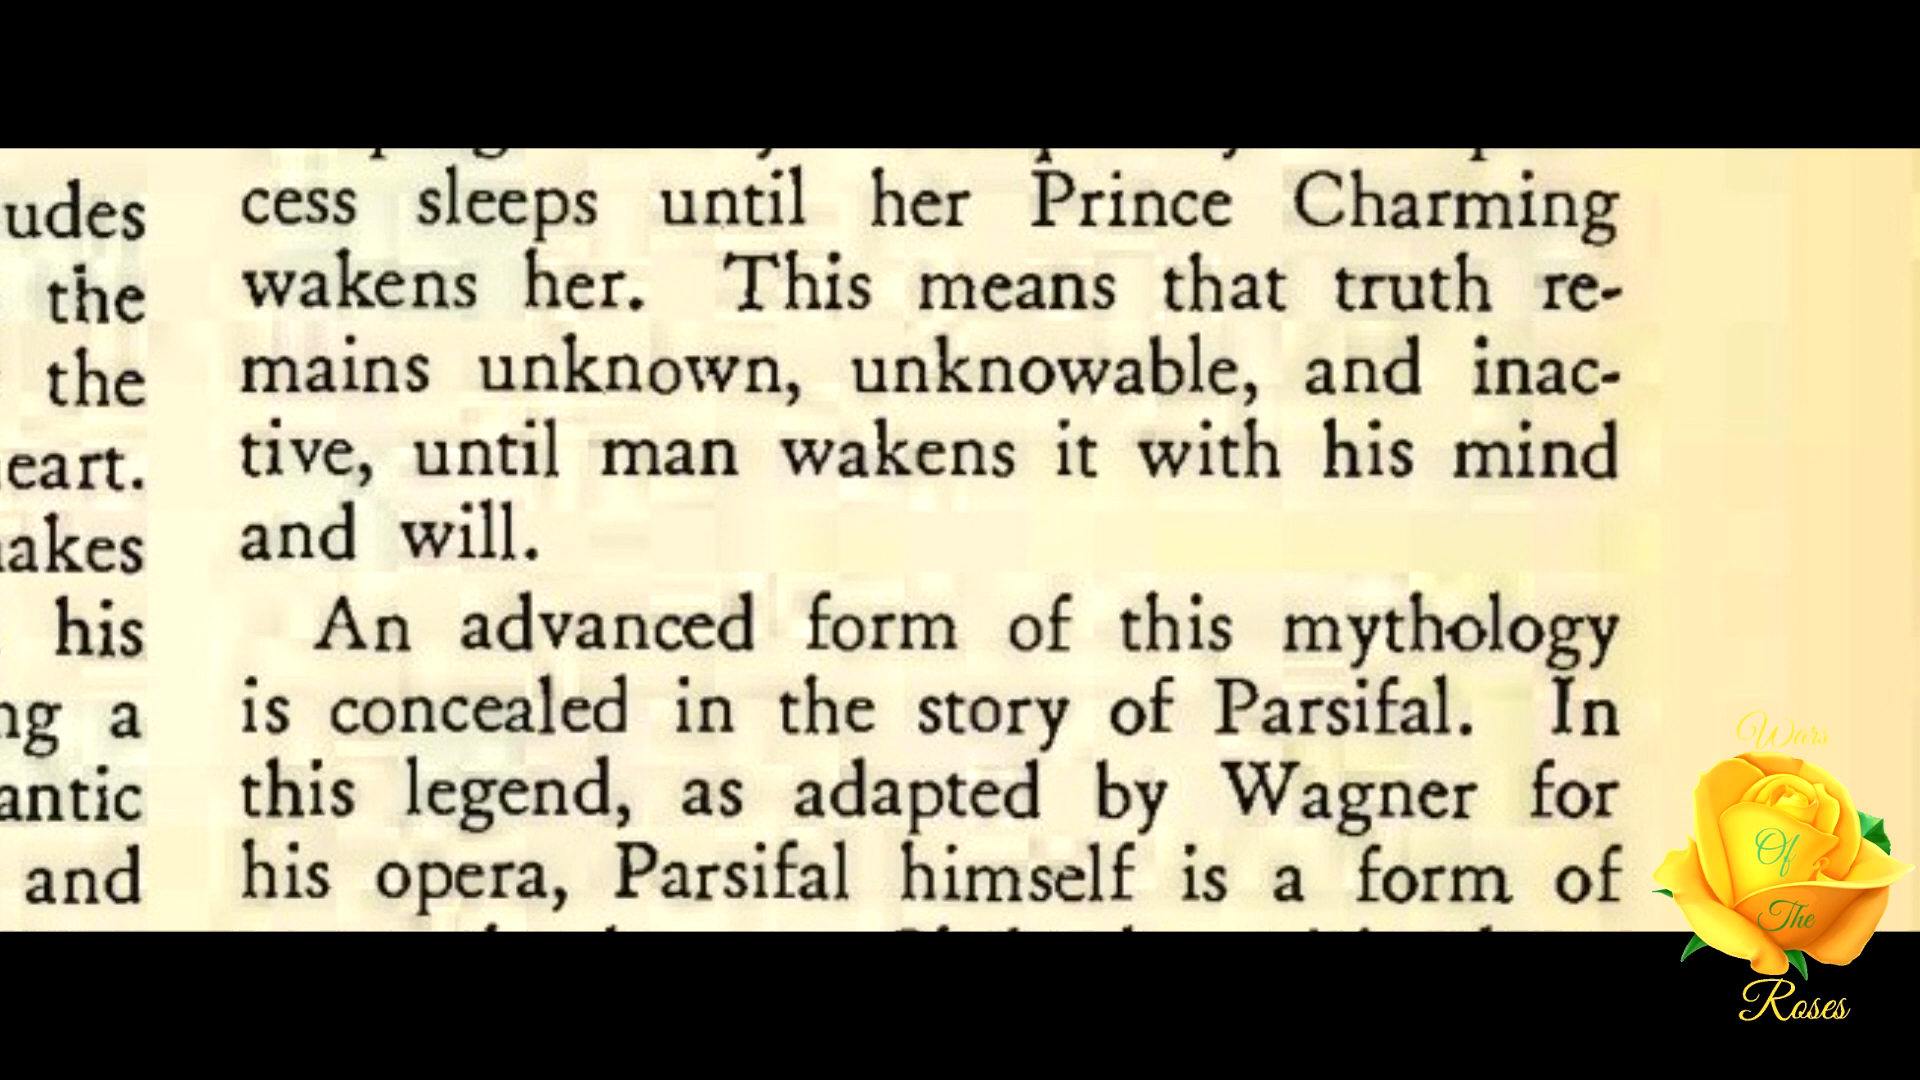 udes
the
the
eart.
akes
his
ng a
antic
and
cess sleeps until her Prince Charming
wakens her. This means that truth re-
mains unknown, unknowable, and inac-
tive, until man wakens it with his mind
and will.
An advanced form of this mythology
is concealed in the story of Parsifal. In
this legend, as adapted by Wagner for
his opera, Parsifal himself is a form of
Wars
Of
The
Roses